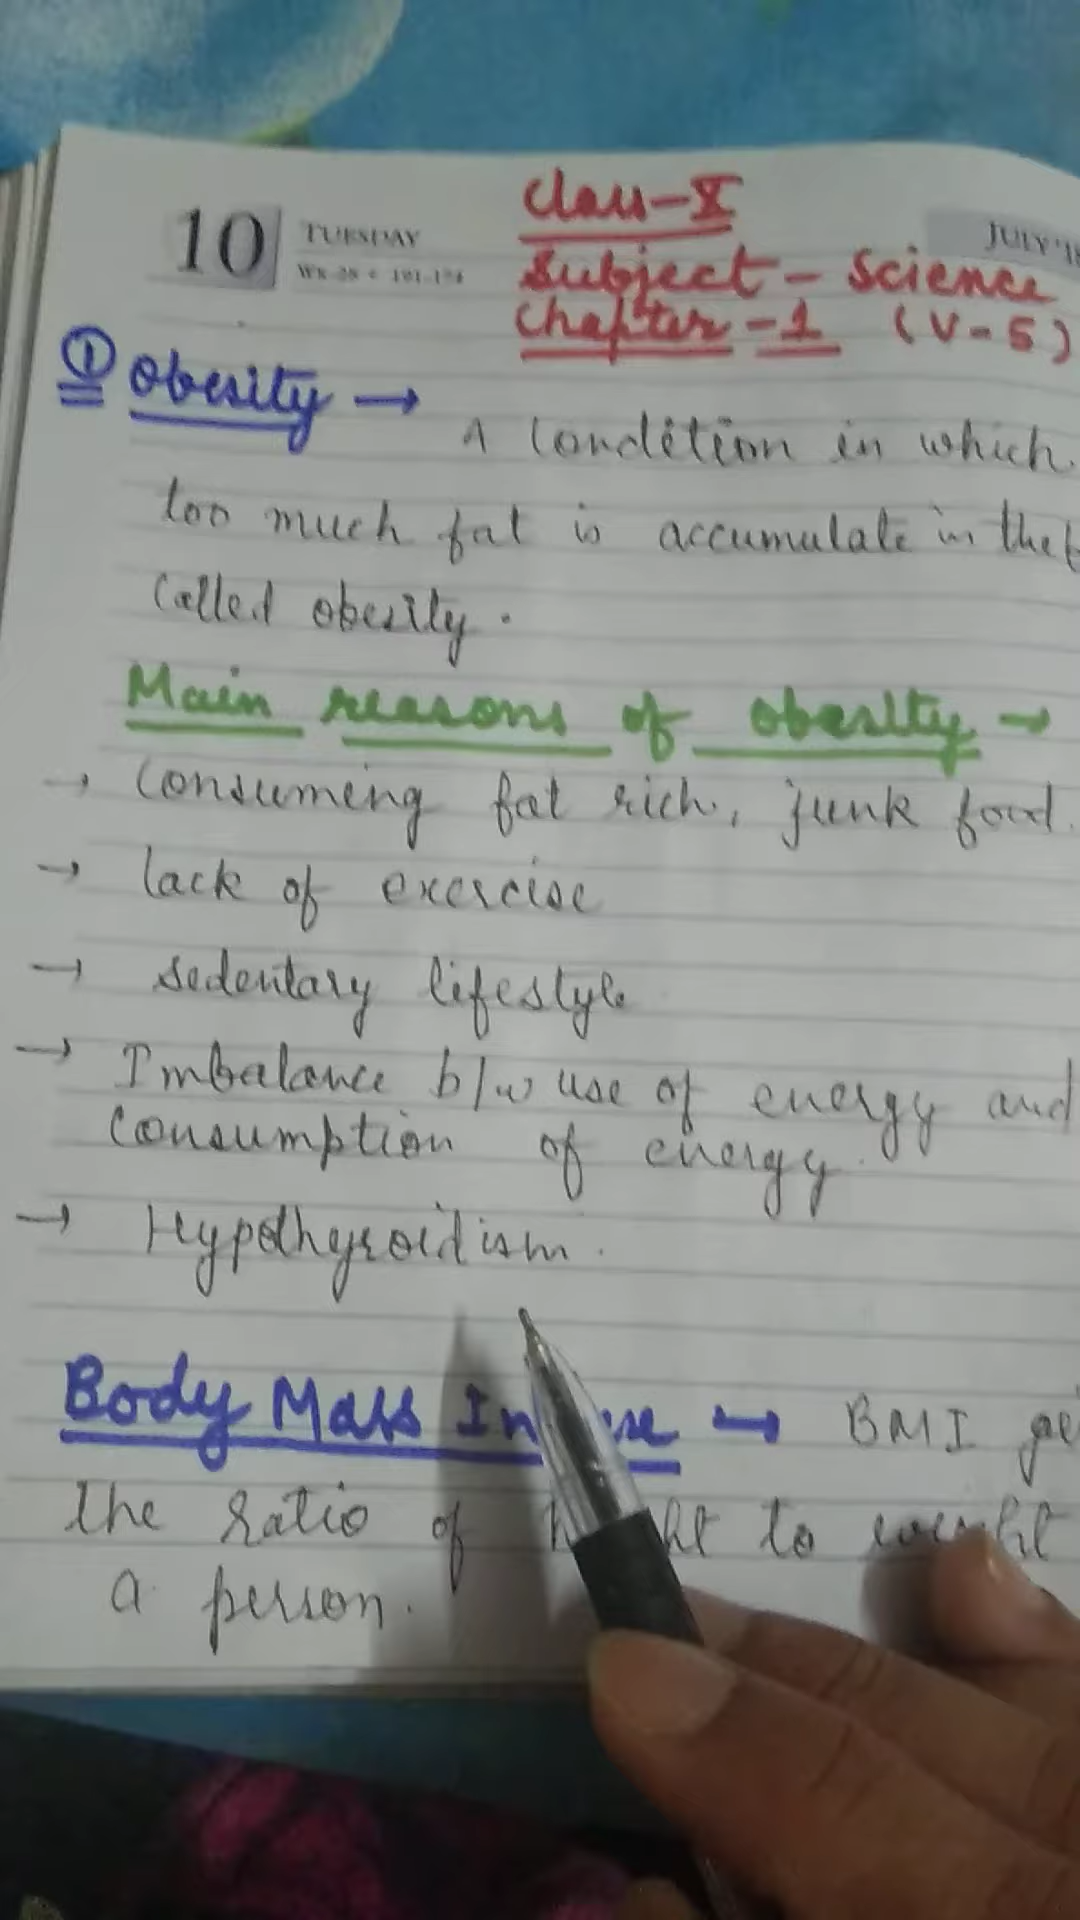 10 TUESDAY
JULY'18
Class-X
Subject - Science
Chapter-1 (V-5)
① Obesity →
A condition in which
too much fat is accumulate in the
called obesity.
Main reasons of obesity →
→ Consuming fat rich, junk food.
→ lack of exercise
→ sedentary lifestyle
→ Imbalance b/w use of energy and
consumption of energy.
→ Hypothyroidism.
Body Mass → BMI
the ratio of to weight
a person.